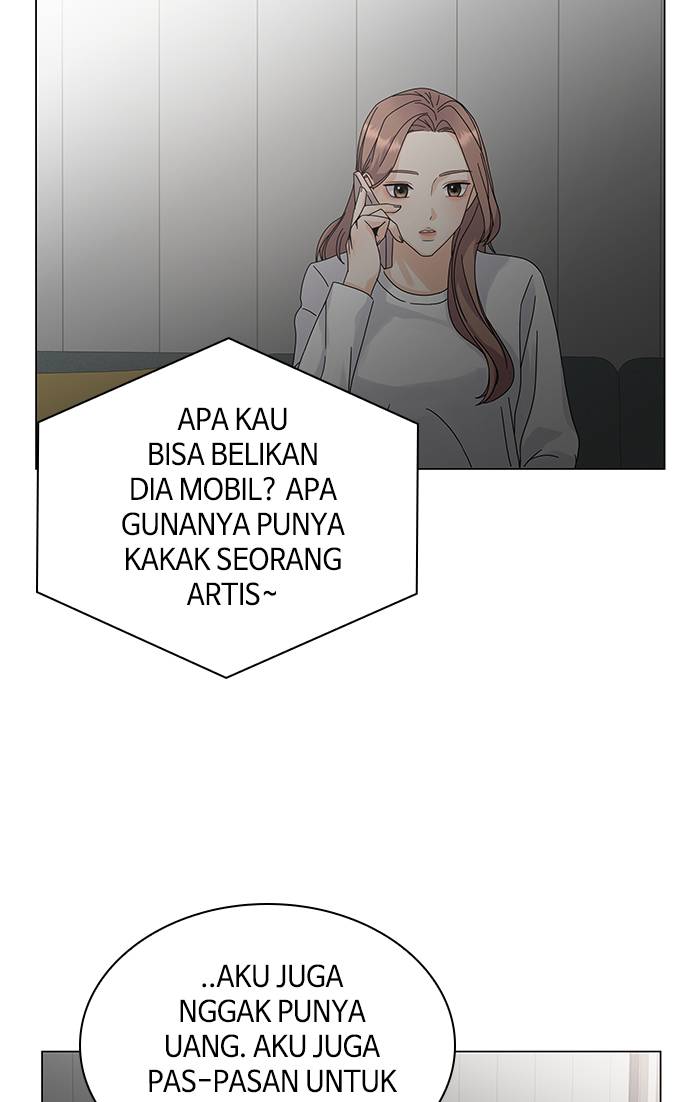 APA KAU
BISA BELIKAN
DIA MOBIL? APA
GUNANYA PUNYA
KAKAK SEORANG
ARTIS~
..AKU JUGA
NGGAK PUNYA
UANG. AKU JUGA
PAS-PASAN UNTUK